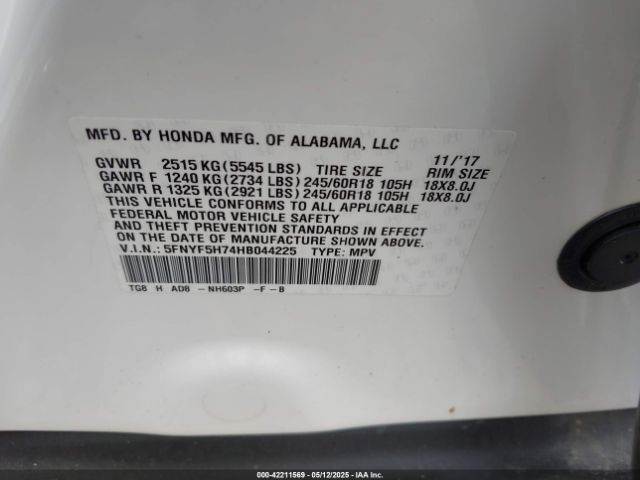 MFD. BY HONDA MFG. OF ALABAMA, LLC
11/'17
GVWR 2515 KG (5545 LBS) TIRE SIZE RIM SIZE
GAWR F 1240 KG (2734 LBS) 245/60R18 105H 18X8.0J
GAWR R 1325 KG (2921 LBS) 245/60R18 105H 18X8.0J
THIS VEHICLE CONFORMS TO ALL APPLICABLE
FEDERAL MOTOR VEHICLE SAFETY
AND THEFT PREVENTION STANDARDS IN EFFECT
ON THE DATE OF MANUFACTURE SHOWN ABOVE.
V.I.N.: 5FNYF5H74HB044225 TYPE: MPV
TG8 H AD8 - NH603P -F-B
000-42211569 05/12/2025 WWW.IAAI.COM